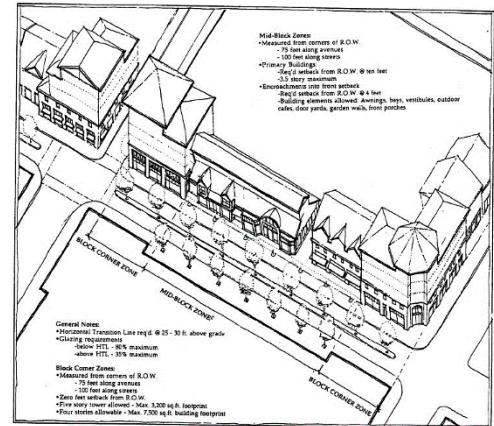 Mid-Block Zones:
•Measured from corners of R.O.W.
- 75 feet along avenues
- 100 feet along streets
•Primary Buildings:
-Req'd setback from R.O.W. @ ten feet
-3.5 story maximum
•Encroachments into front setback
-Req'd setback from R.O.W. @ 4 feet
-Building elements allowed. Awnings, bays, vestibules, outdoor
cafes, door yards, garden walls, front porches
BLOCK CORNER ZONE
MID-BLOCK ZONES
BLOCK CORNER ZONE
General Notes:
•Horizontal Transition Line req'd. @ 25 - 30 ft. above grade
•Glazing requirements
-below HTL - 80% maximum
-above HTL - 35% maximum
Block Corner Zones:
•Measured from corners of R.O.W.
- 75 feet along avenues
- 100 feet along streets
•Zero feet setback from R.O.W.
•Five story tower allowed - Max. 3,200 sq.ft. footprint
•Four stories allowable - Max. 7,500 sq.ft. building footprint